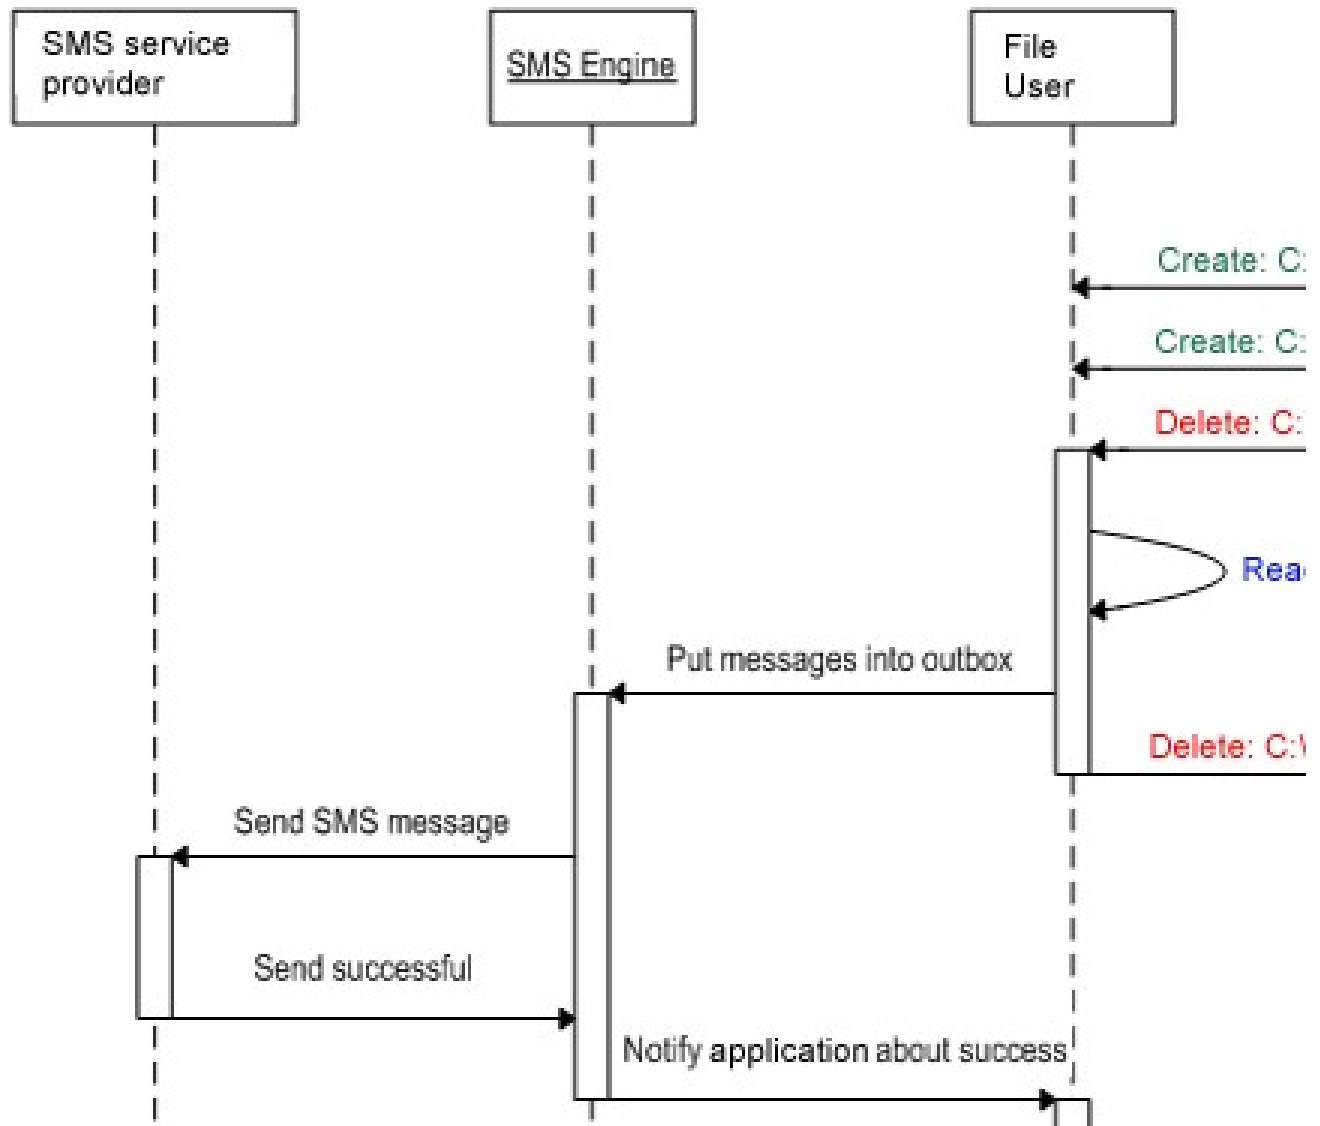 SMS service
provider
SMS Engine
File
User
Create: C:
Create: C:
Delete: C:
Put messages into outbox
Delete: C:\
Send SMS message
Send successful
Notify application about success